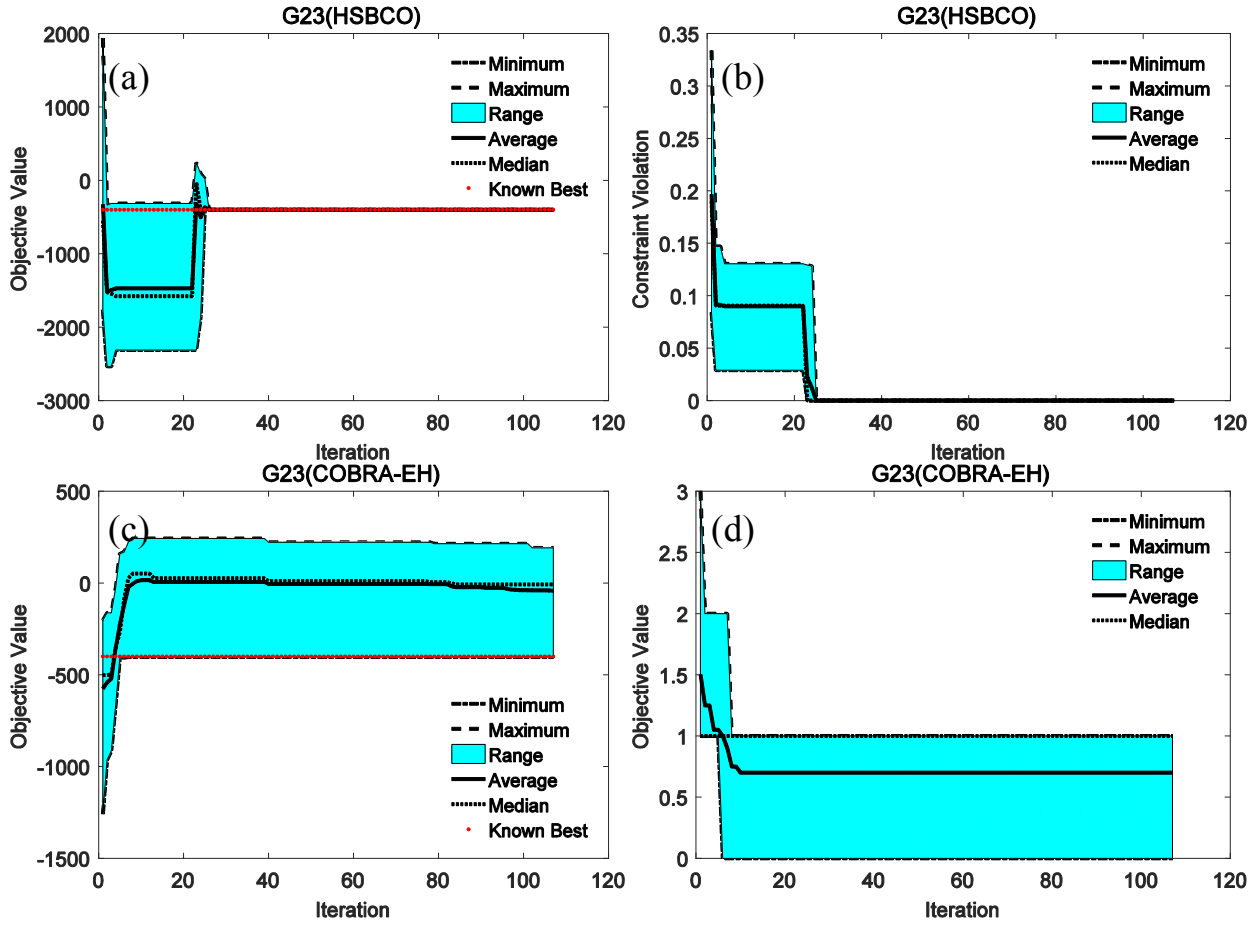 G23(HSBCO)
(a)
2000
1000
0
-1000
-2000
-3000
Objective Value
Minimum
Maximum
Range
Average
Median
Known Best
0 20 40 60 80 100 120
Iteration
G23(HSBCO)
(b)
0.35
0.3
0.25
0.2
0.15
0.1
0.05
0
Constraint Violation
Minimum
Maximum
Range
Average
Median
0 20 40 60 80 100 120
Iteration
G23(COBRA-EH)
(c)
500
0
-500
-1000
-1500
Objective Value
Minimum
Maximum
Range
Average
Median
Known Best
0 20 40 60 80 100 120
Iteration
G23(COBRA-EH)
(d)
3
2.5
2
1.5
1
0.5
0
Objective Value
Minimum
Maximum
Range
Average
Median
0 20 40 60 80 100 120
Iteration